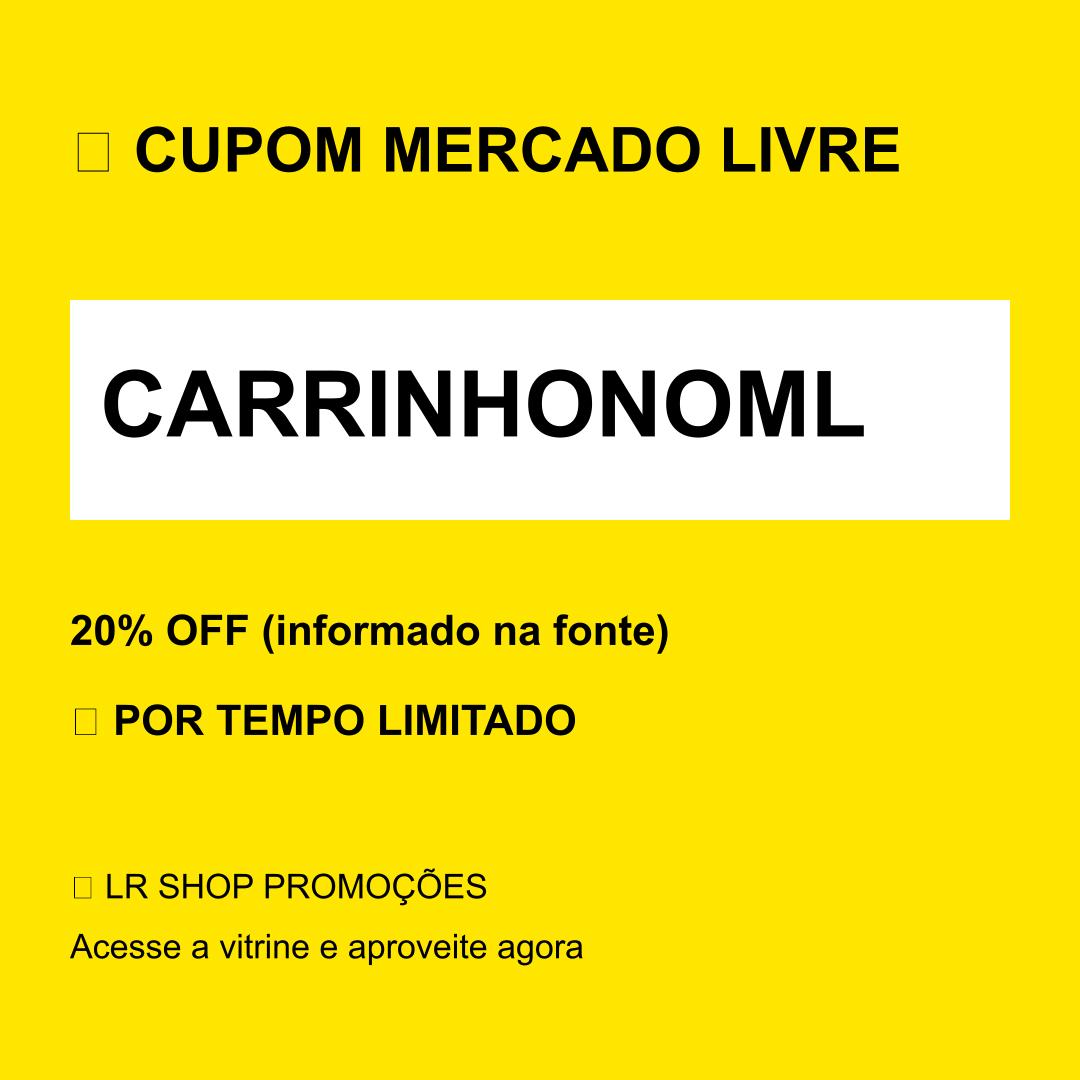 CUPOM MERCADO LIVRE
CARRINHONOML
20% OFF (informado na fonte)
POR TEMPO LIMITADO
LR SHOP PROMOÇÕES
Acesse a vitrine e aproveite agora